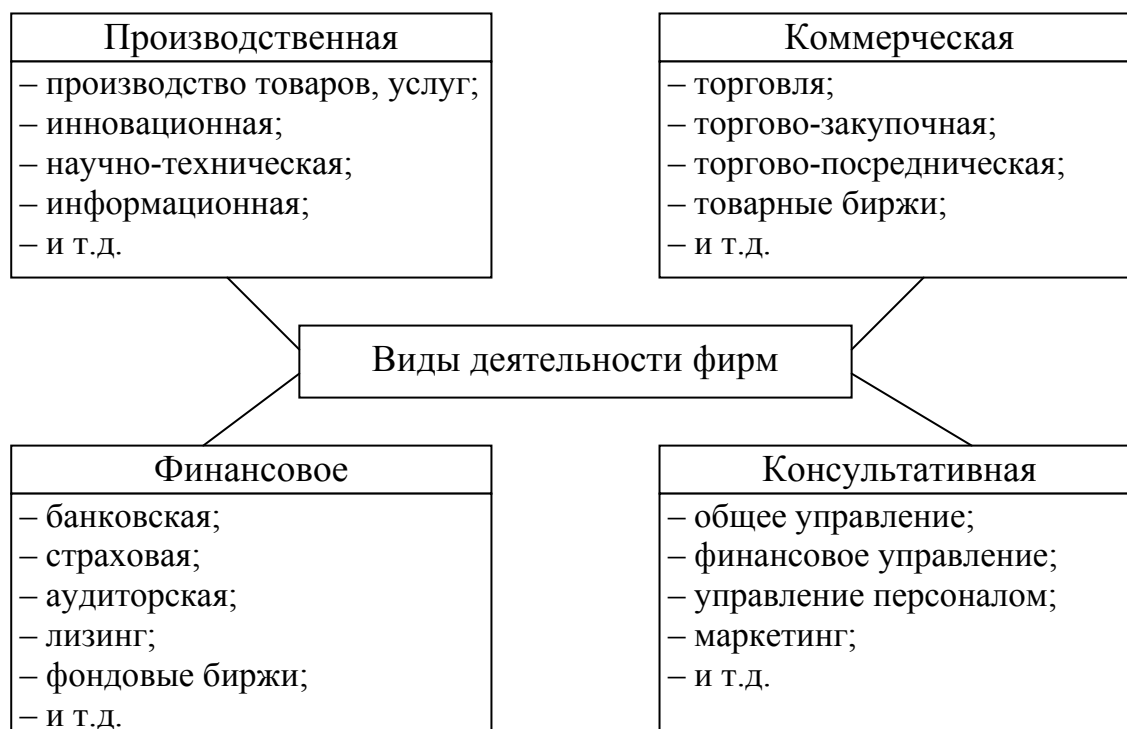 Производственная
– производство товаров, услуг;
– инновационная;
– научно-техническая;
– информационная;
– и т.д.
Коммерческая
– торговля;
– торгово-закупочная;
– торгово-посредническая;
– товарные биржи;
– и т.д.
Виды деятельности фирм
Финансовое
– банковская;
– страховая;
– аудиторская;
– лизинг;
– фондовые биржи;
– и т.д.
Консультативная
– общее управление;
– финансовое управление;
– управление персоналом;
– маркетинг;
– и т.д.